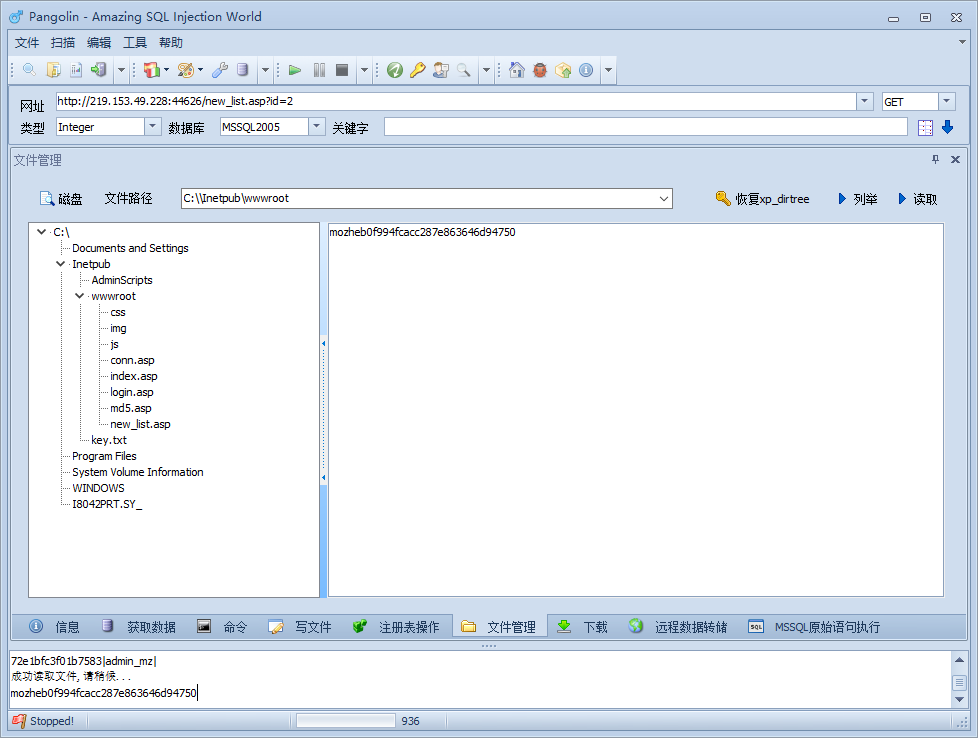 Pangolin - Amazing SQL Injection World
文件 扫描 编辑 工具 帮助
网址 http://219.153.49.228:44626/new_list.asp?id=2 GET
类型 Integer 数据库 MSSQL2005 关键字
文件管理
磁盘 文件路径 C:\\Inetpub\wwwroot 恢复xp_dirtree 列举 读取
C:\
Documents and Settings
Inetpub
AdminScripts
wwwroot
css
img
js
conn.asp
index.asp
login.asp
md5.asp
new_list.asp
key.txt
Program Files
System Volume Information
WINDOWS
I8042PRT.SY_
mozheb0f994fcacc287e863646d94750
信息 获取数据 命令 写文件 注册表操作 文件管理 下载 远程数据转储 SQL MSSQL原始语句执行
72e1bfc3f01b7583|admin_mz|
成功读取文件, 请稍候...
mozheb0f994fcacc287e863646d94750
Stopped! 936